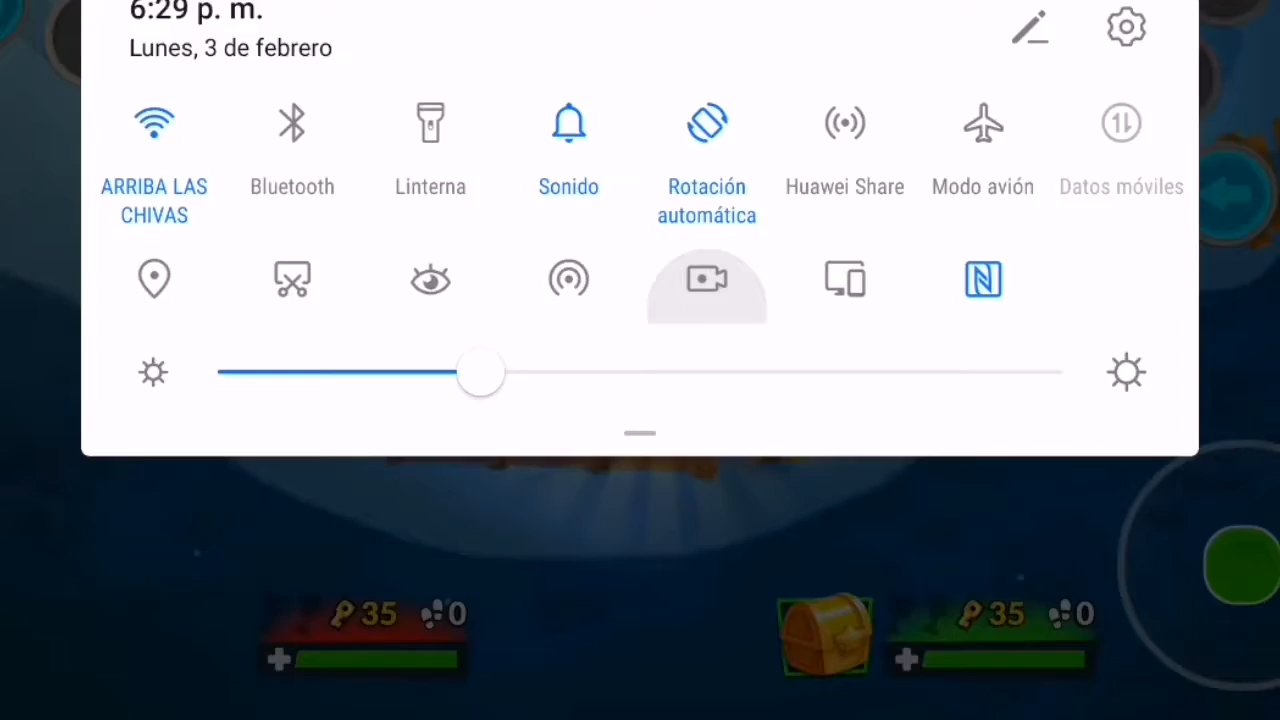 6:29 p. m.
Lunes, 3 de febrero
ARRIBA LAS
CHIVAS
Bluetooth
Linterna
Sonido
Rotación
automática
Huawei Share
Modo avión
Datos móviles
35 0
35 0